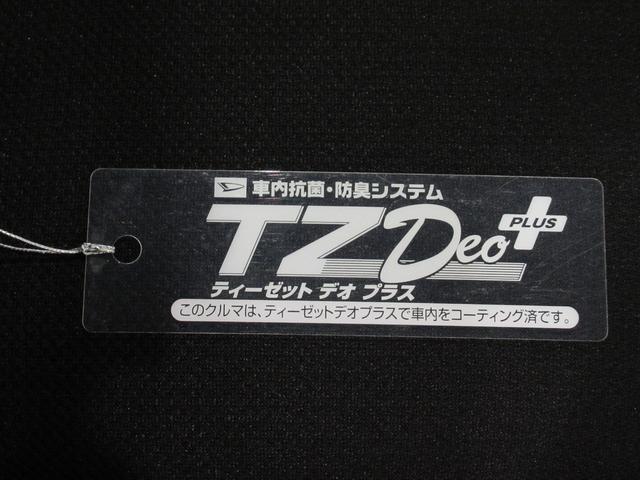 車内抗菌・防臭システム
TZ Deo PLUS
ティーゼット デオ プラス
このクルマは、ティーゼットデオプラスで車内をコーティング済です。